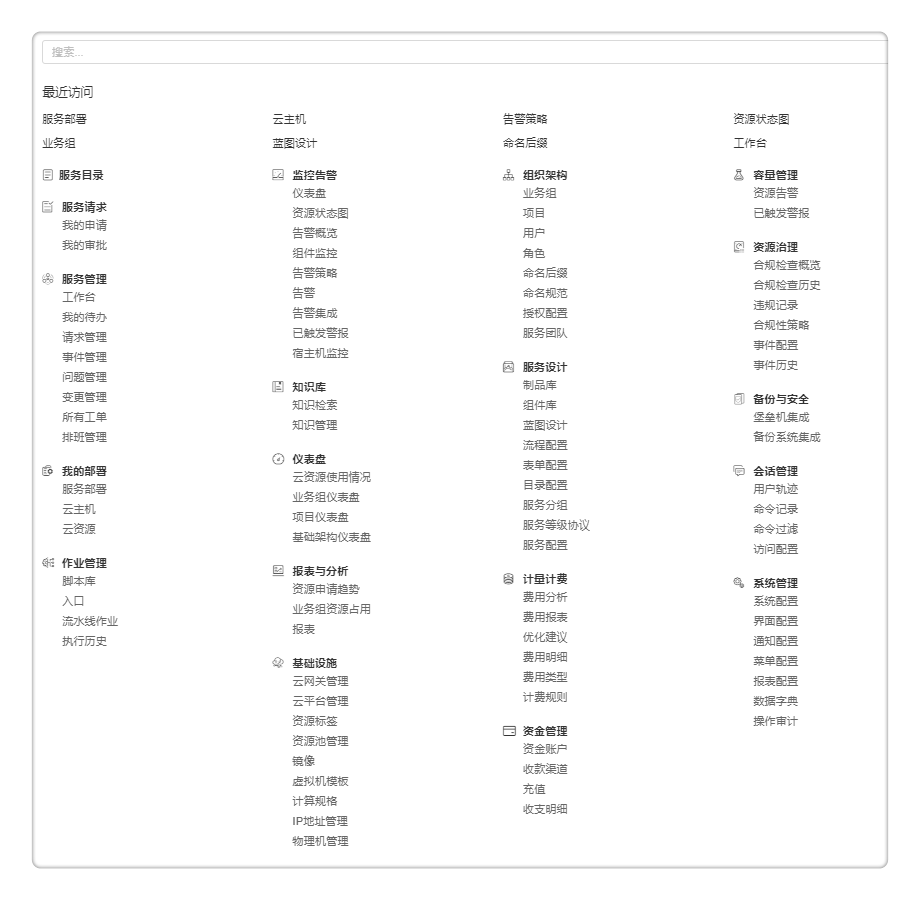 搜索...
最近访问
服务部署
云主机
告警策略
资源状态图
业务组
蓝图设计
命名后缀
工作台
服务目录
服务请求
我的申请
我的审批
服务管理
工作台
我的待办
请求管理
事件管理
问题管理
变更管理
所有工单
排班管理
我的部署
服务部署
云主机
云资源
作业管理
脚本库
入口
流水线作业
执行历史
监控告警
仪表盘
资源状态图
告警概览
组件监控
告警策略
告警
告警集成
已触发警报
宿主机监控
知识库
知识检索
知识管理
仪表盘
云资源使用情况
业务组仪表盘
项目仪表盘
基础架构仪表盘
报表与分析
资源申请趋势
业务组资源占用
报表
基础设施
云网关管理
云平台管理
资源标签
资源池管理
镜像
虚拟机模板
计算规格
IP地址管理
物理机管理
组织架构
业务组
项目
用户
角色
命名后缀
命名规范
授权配置
服务团队
服务设计
制品库
组件库
蓝图设计
流程配置
表单配置
目录配置
服务分组
服务等级协议
服务配置
计量计费
费用分析
费用报表
优化建议
费用明细
费用类型
计费规则
资金管理
资金账户
收款渠道
充值
收支明细
容量管理
资源告警
已触发警报
资源治理
合规检查概览
合规检查历史
违规记录
合规性策略
事件配置
事件历史
备份与安全
堡垒机集成
备份系统集成
会话管理
用户轨迹
命令记录
命令过滤
访问配置
系统管理
系统配置
界面配置
通知配置
菜单配置
报表配置
数据字典
操作审计